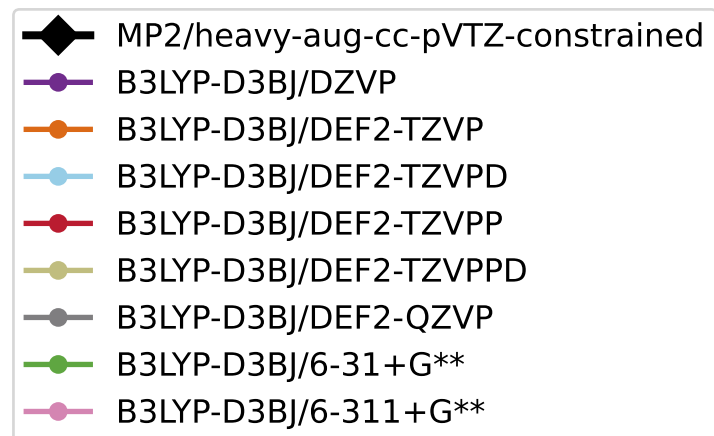 MP2/heavy-aug-cc-pVTZ-constrained
B3LYP-D3BJ/DZVP
B3LYP-D3BJ/DEF2-TZVP
B3LYP-D3BJ/DEF2-TZVPD
B3LYP-D3BJ/DEF2-TZVPP
B3LYP-D3BJ/DEF2-TZVPPD
B3LYP-D3BJ/DEF2-QZVP
B3LYP-D3BJ/6-31+G**
B3LYP-D3BJ/6-311+G**